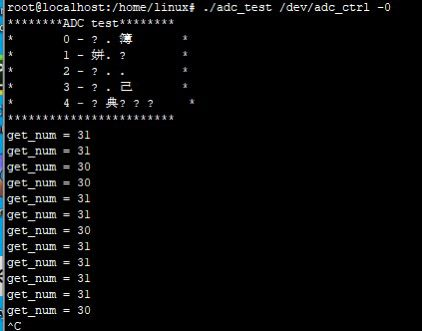 root@localhost:/home/linux# ./adc_test /dev/adc_ctrl -0
********ADC test********
* 0 - ? . 簿 *
* 1 - 姘. ? *
* 2 - ? . . *
* 3 - ? . 己 *
* 4 - ? 典? ? ? *
************************
get_num = 31
get_num = 31
get_num = 30
get_num = 30
get_num = 31
get_num = 31
get_num = 30
get_num = 31
get_num = 31
get_num = 31
get_num = 31
get_num = 30
^C